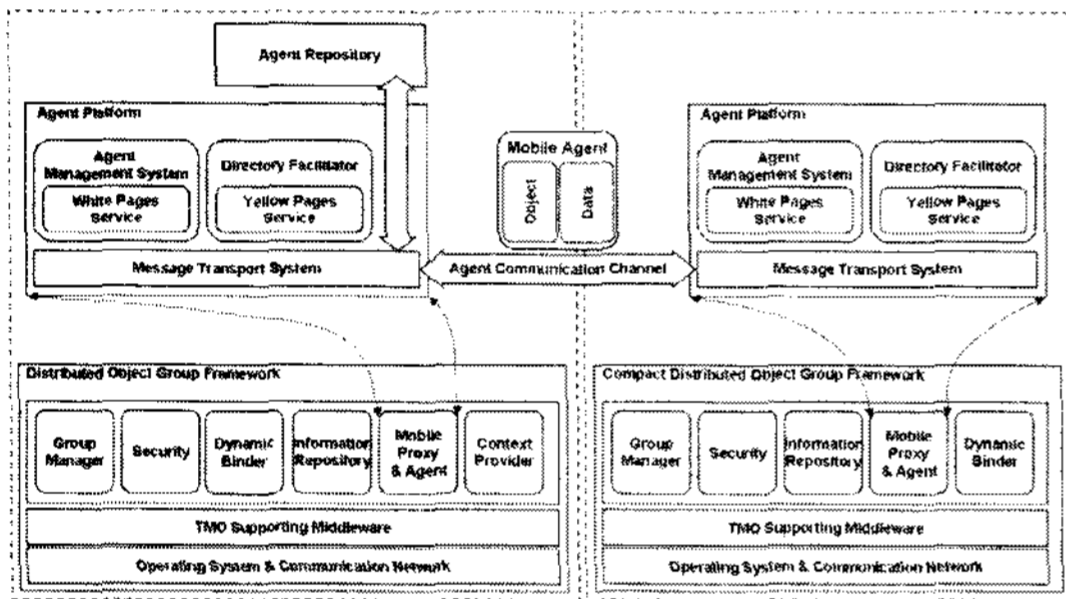 Agent Repository
Agent Platform
Agent
Management System
White Pages
Service
Directory Facilitator
Yellow Pages
Service
Message Transport System
Mobile Agent
Object
Data
Agent Communication Channel
Agent Platform
Agent
Management System
White Pages
Service
Directory Facilitator
Yellow Pages
Service
Message Transport System
Distributed Object Group Framework
Group
Manager
Security
Dynamic
Binder
Information
Repository
Mobile
Proxy
& Agent
Context
Provider
TMO Supporting Middleware
Operating System & Communication Network
Compact Distributed Object Group Framework
Group
Manager
Security
Information
Repository
Mobile
Proxy
& Agent
Dynamic
Binder
TMO Supporting Middleware
Operating System & Communication Network